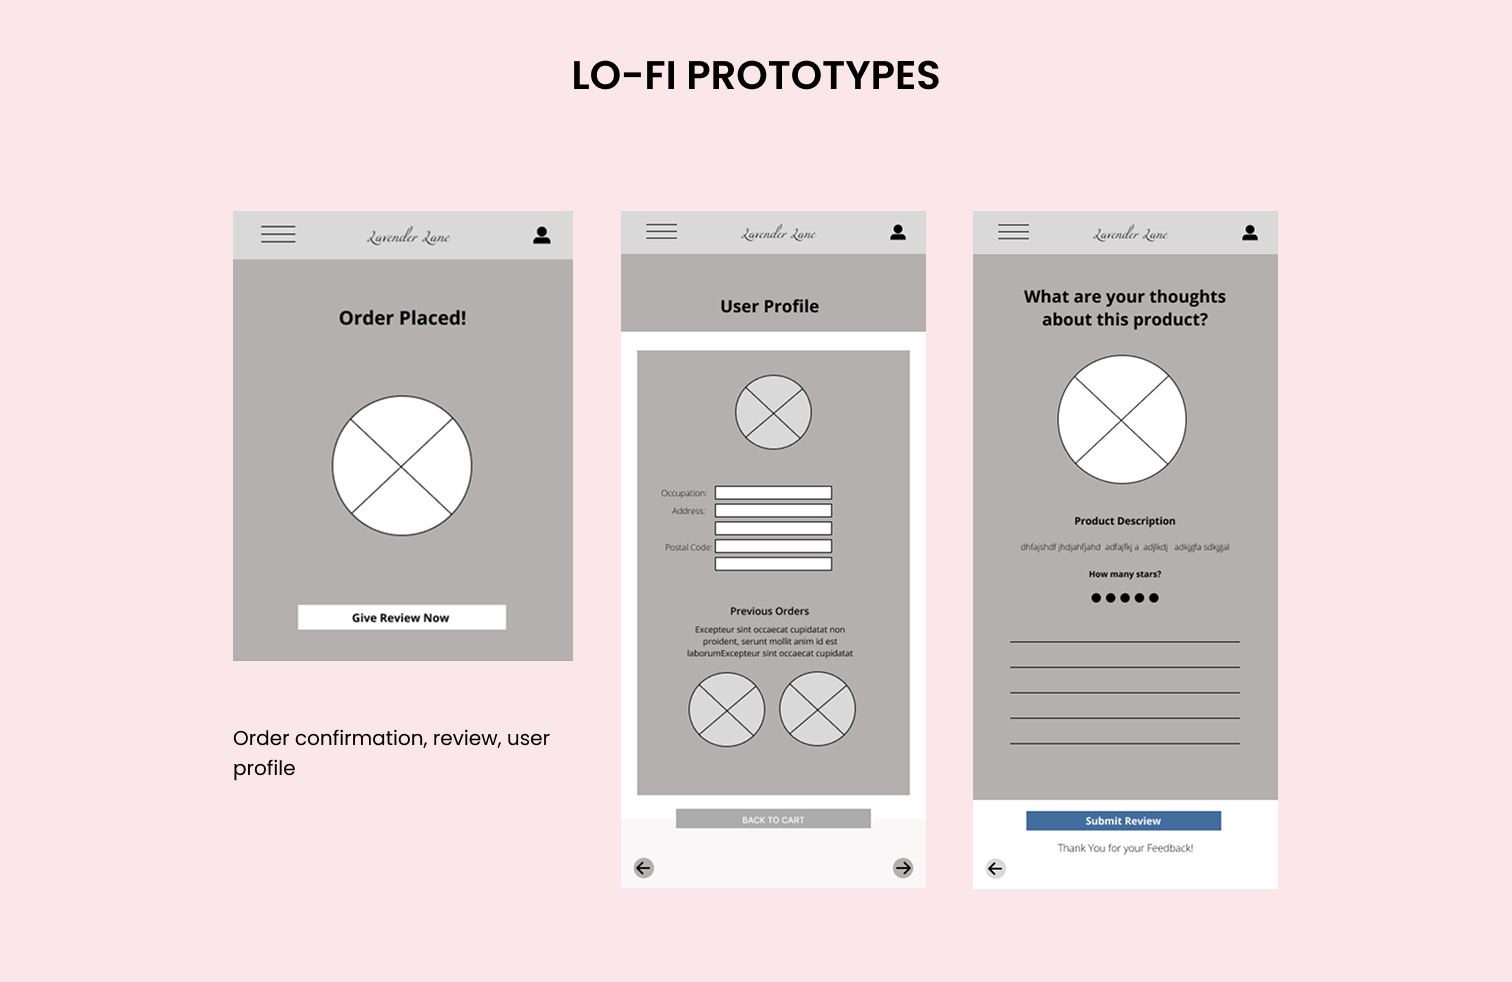 LO-FI PROTOTYPES
Lavender Lane
Order Placed!
Give Review Now
Order confirmation, review, user
profile
Lavender Lane
User Profile
Occupation:
Address:
Postal Code:
Previous Orders
Excepteur sint occaecat cupidatat non
proident, serunt mollit anim id est
laborumExcepteur sint occaecat cupidatat
BACK TO CART
Lavender Lane
What are your thoughts
about this product?
Product Description
dhfajshdf jhdjahfjahd adfajfkj a adjlkdj adkjgfa sdkjgal
How many stars?
Submit Review
Thank You for your Feedback!